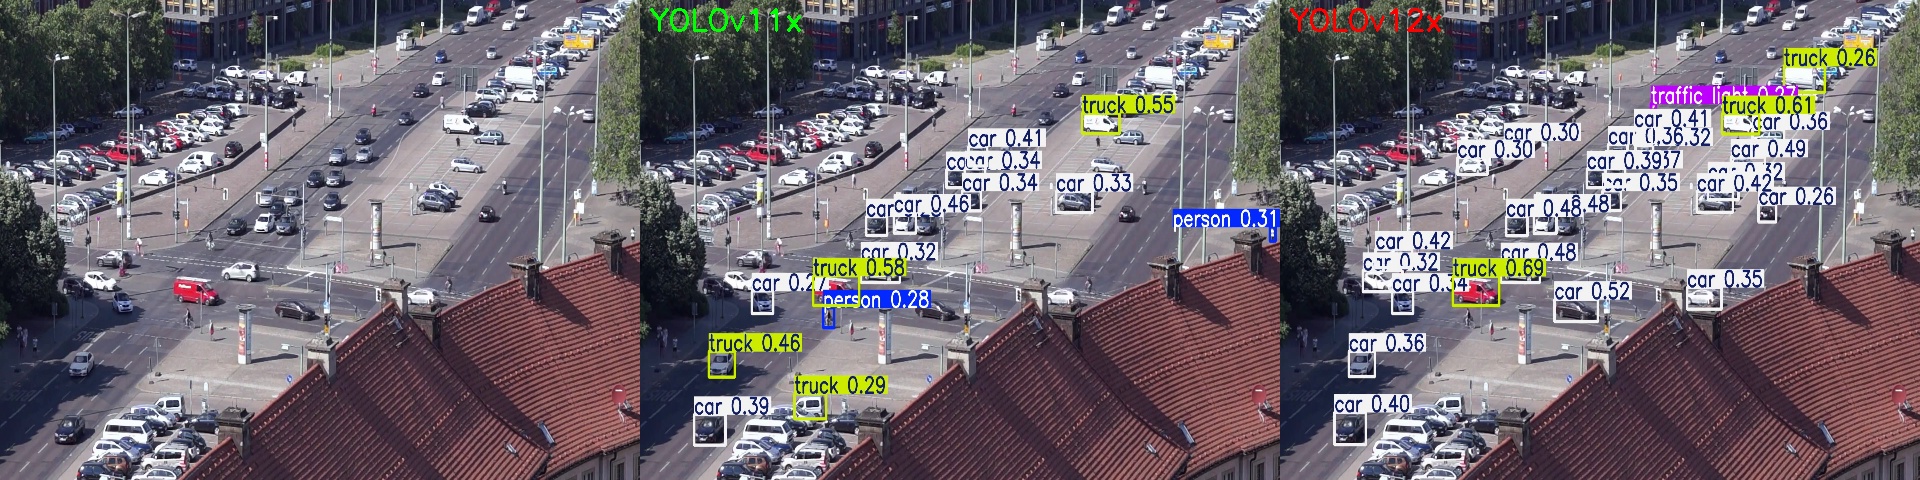 YOLOv11x
truck 0.55
car 0.41
car 0.34
car 0.34
car 0.33
car 0.46
person 0.31
car 0.32
truck 0.58
person 0.28
truck 0.46
truck 0.29
car 0.39
YOLOv12x
truck 0.26
traffic light
truck 0.61
car 0.41
car 0.30
car 0.30
car 0.49
car 0.35
car 0.42
car 0.26
car 0.48
car 0.42
car 0.48
car 0.32
truck 0.69
car 0.35
car 0.52
car 0.36
car 0.40